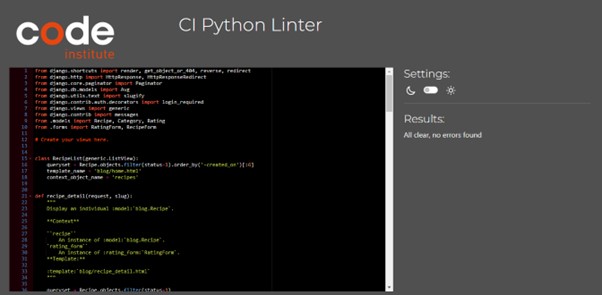 code
institute
CI Python Linter
Settings:
Results:
All clear, no errors found
1 from django.shortcuts import render, get_object_or_404, reverse, redirect
2 from django.http import HttpResponse, HttpResponseRedirect
3 from django.core.paginator import Paginator
4 from django.db.models import Avg
5 from django.utils.text import slugify
6 from django.contrib.auth.decorators import login_required
7 from django.views import generic
8 from django.contrib import messages
9 from .models import Recipe, Category, Rating
10 from .forms import RatingForm, RecipeForm
11
12 # Create your views here.
13
14
15 class RecipeList(generic.ListView):
16 queryset = Recipe.objects.filter(status=1).order_by('-created_on')[:6]
17 template_name = 'blog/home.html'
18 context_object_name = 'recipes'
19
20
21 def recipe_detail(request, slug):
22 """
23 Display an individual :model:`blog.Recipe`.
24
25 **Context**
26
27 ``recipe``
28 An instance of :model:`blog.Recipe`.
29 `rating_form``
30 An instance of :rating_form:`RatingForm`.
31 **Template:**
32
33 :template:`blog/recipe_detail.html`
34 """
35
36 queryset = Recipe.objects.filter(status=1)